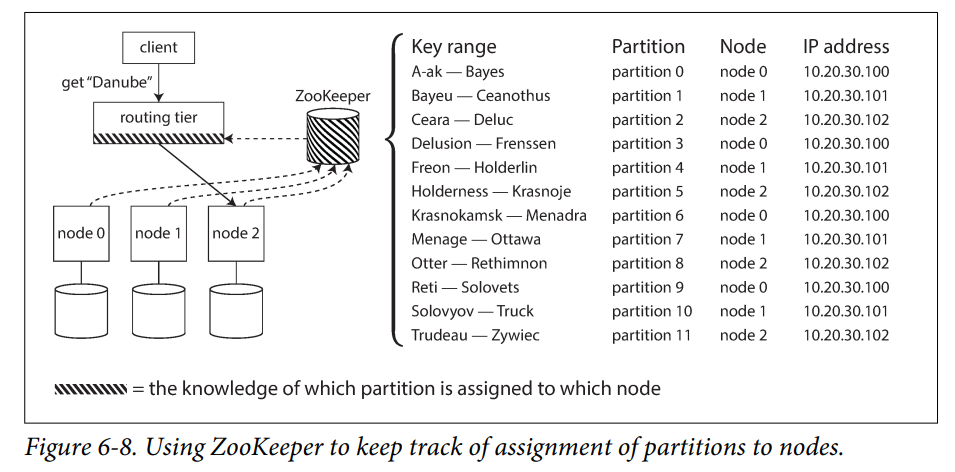 client
get “Danube”
routing tier
ZooKeeper
node 0 node 1 node 2
Key range Partition Node IP address
A-ak — Bayes partition 0 node 0 10.20.30.100
Bayeu — Ceanothus partition 1 node 1 10.20.30.101
Ceara — Deluc partition 2 node 2 10.20.30.102
Delusion — Frenssen partition 3 node 0 10.20.30.100
Freon — Holderlin partition 4 node 1 10.20.30.101
Holderness — Krasnoje partition 5 node 2 10.20.30.102
Krasnokamsk — Menadra partition 6 node 0 10.20.30.100
Menage — Ottawa partition 7 node 1 10.20.30.101
Otter — Rethimnon partition 8 node 2 10.20.30.102
Reti — Solovets partition 9 node 0 10.20.30.100
Solovyov — Truck partition 10 node 1 10.20.30.101
Trudeau — Zywiec partition 11 node 2 10.20.30.102
= the knowledge of which partition is assigned to which node
Figure 6-8. Using ZooKeeper to keep track of assignment of partitions to nodes.